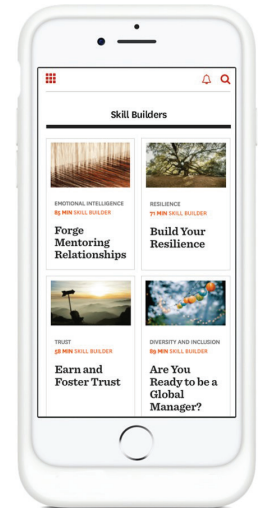 Skill Builders
EMOTIONAL INTELLIGENCE
85 MIN SKILL BUILDER
Forge
Mentoring
Relationships
RESILIENCE
71 MIN SKILL BUILDER
Build Your
Resilience
TRUST
58 MIN SKILL BUILDER
Earn and
Foster Trust
DIVERSITY AND INCLUSION
89 MIN SKILL BUILDER
Are You
Ready to be a
Global
Manager?